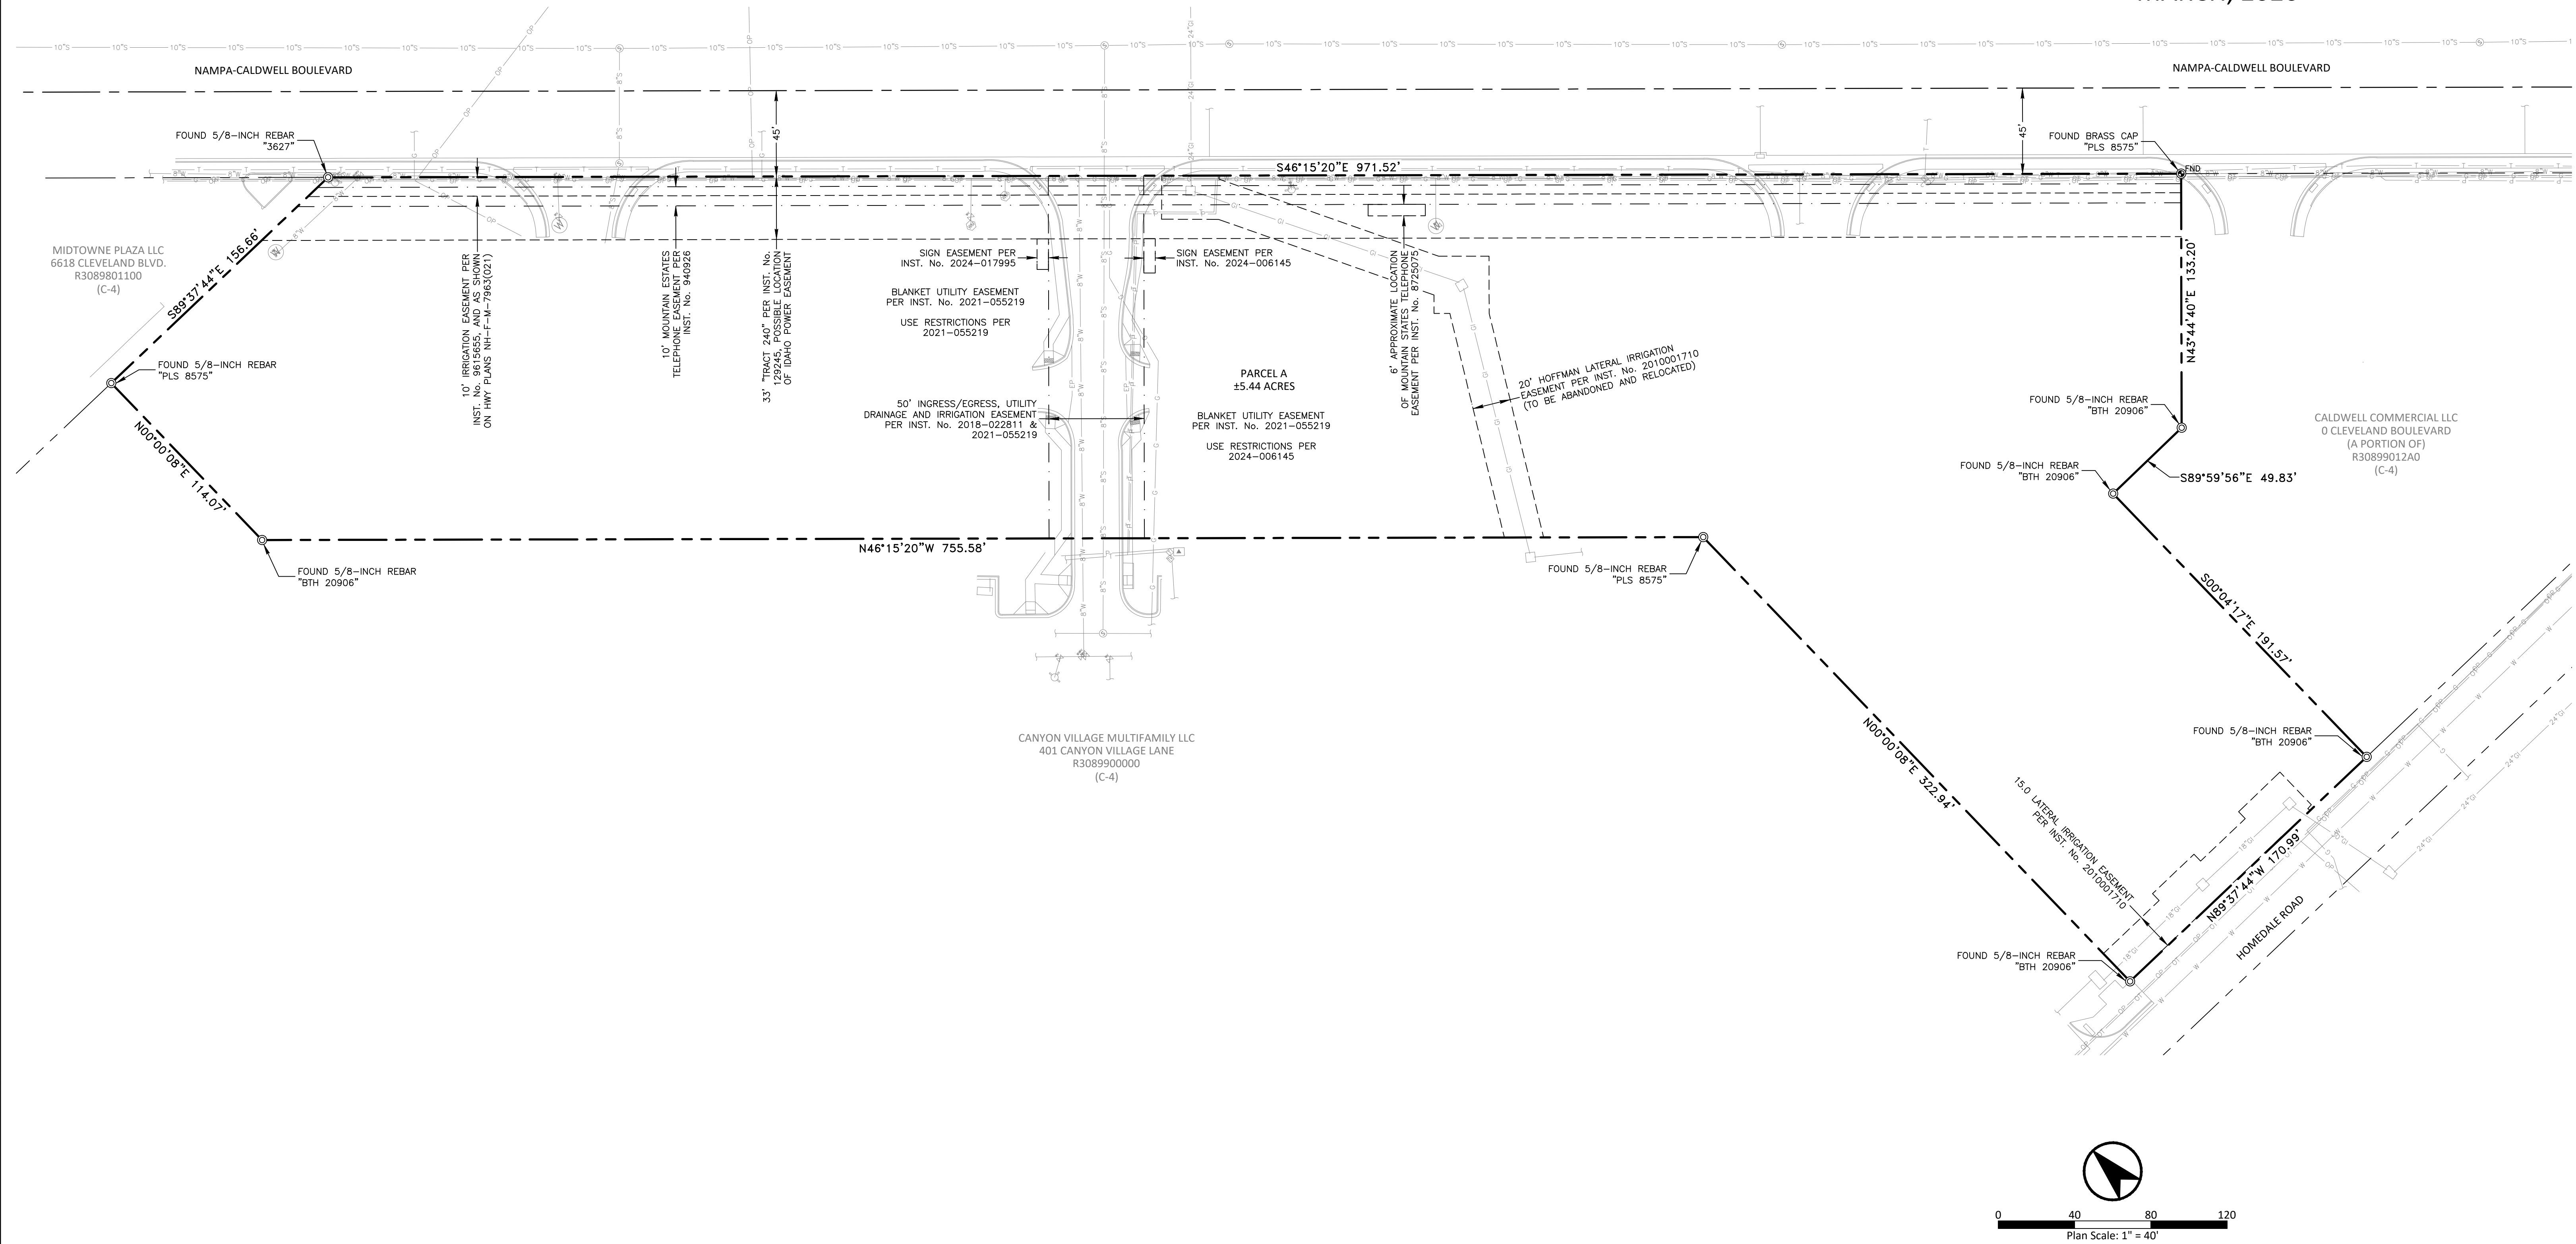 NAMPA-CALDWELL BOULEVARD
NAMPA-CALDWELL BOULEVARD
FOUND 5/8-INCH REBAR
"3627"
45'
45'
FOUND BRASS CAP
"PLS 8575"
FND
S46°15'20"E 971.52'
MIDTOWNE PLAZA LLC
6618 CLEVELAND BLVD.
R3089801100
(C-4)
S89°37'44"E 156.66'
FOUND 5/8-INCH REBAR
"PLS 8575"
N00°00'08"E 114.07'
FOUND 5/8-INCH REBAR
"BTH 20906"
10' IRRIGATION EASEMENT PER
INST. No. 9615655, AND AS SHOWN
ON HWY PLANS NH-F-M-7963(021)
10' MOUNTAIN ESTATES
TELEPHONE EASEMENT PER
INST. No. 940926
33' "TRACT 240" PER INST. No.
129245, POSSIBLE LOCATION
OF IDAHO POWER EASEMENT
SIGN EASEMENT PER
INST. No. 2024-017995
BLANKET UTILITY EASEMENT
PER INST. No. 2021-055219
USE RESTRICTIONS PER
2021-055219
50' INGRESS/EGRESS, UTILITY
DRAINAGE AND IRRIGATION EASEMENT
PER INST. No. 2018-022811 &
2021-055219
SIGN EASEMENT PER
INST. No. 2024-006145
PARCEL A
±5.44 ACRES
BLANKET UTILITY EASEMENT
PER INST. No. 2021-055219
USE RESTRICTIONS PER
2024-006145
6' APPROXIMATE LOCATION
OF MOUNTAIN STATES TELEPHONE
EASEMENT PER INST. No. 8725075
20' HOFFMAN LATERAL IRRIGATION
EASEMENT PER INST. No. 2010001710
(TO BE ABANDONED AND RELOCATED)
N46°15'20"W 755.58'
FOUND 5/8-INCH REBAR
"PLS 8575"
N43°44'40"E 133.20'
FOUND 5/8-INCH REBAR
"BTH 20906"
FOUND 5/8-INCH REBAR
"BTH 20906"
S89°59'56"E 49.83'
CALDWELL COMMERCIAL LLC
0 CLEVELAND BOULEVARD
(A PORTION OF)
R30899012A0
(C-4)
S00°04'17"E 191.57'
FOUND 5/8-INCH REBAR
"BTH 20906"
N00°00'08"E 322.94'
CANYON VILLAGE MULTIFAMILY LLC
401 CANYON VILLAGE LANE
R3089900000
(C-4)
15.0 LATERAL IRRIGATION EASEMENT
PER INST. No. 2010001710
N89°37'44"W 170.99'
HOMEDALE ROAD
FOUND 5/8-INCH REBAR
"BTH 20906"
0 40 80 120
Plan Scale: 1" = 40'